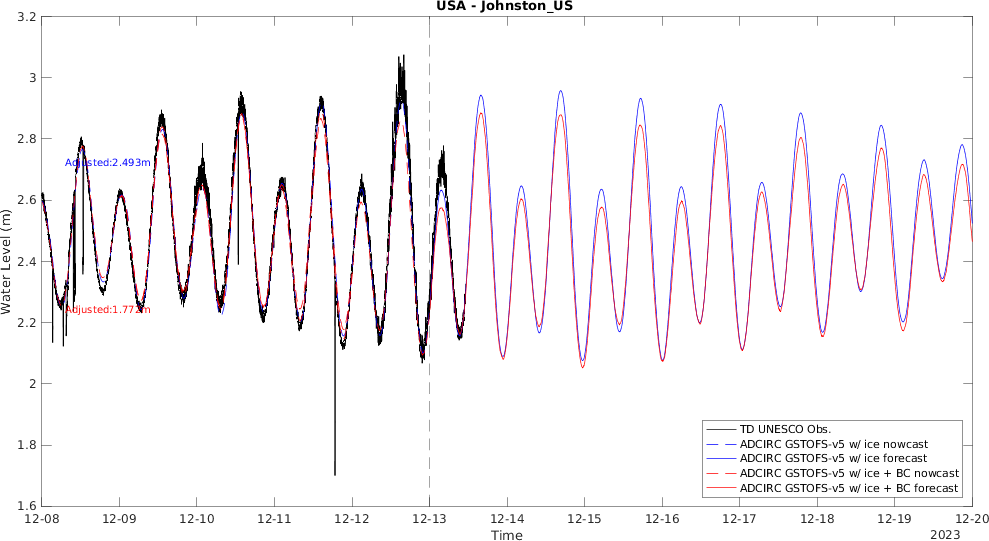 USA - Johnston_US
3.2
3
2.8
2.6
2.4
2.2
2
1.8
1.6
Water Level (m)
Adjusted:2.493m
Adjusted:1.772m
TD UNESCO Obs.
ADCIRC GSTOFS-v5 w/ ice nowcast
ADCIRC GSTOFS-v5 w/ ice forecast
ADCIRC GSTOFS-v5 w/ ice + BC nowcast
ADCIRC GSTOFS-v5 w/ ice + BC forecast
12-08 12-09 12-10 12-11 12-12 12-13 12-14 12-15 12-16 12-17 12-18 12-19 12-20
Time
2023